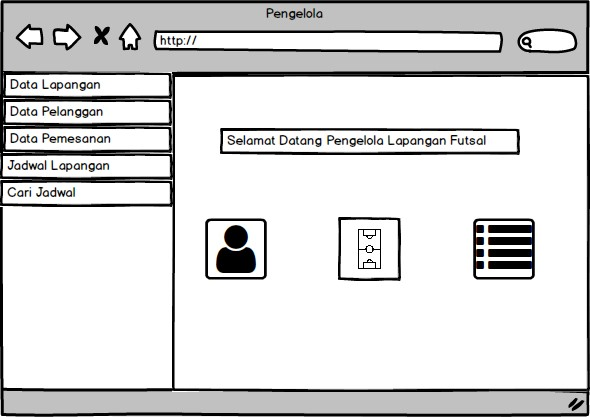 Pengelola
http://
Data Lapangan
Data Pelanggan
Data Pemesanan
Jadwal Lapangan
Cari Jadwal
Selamat Datang Pengelola Lapangan Futsal